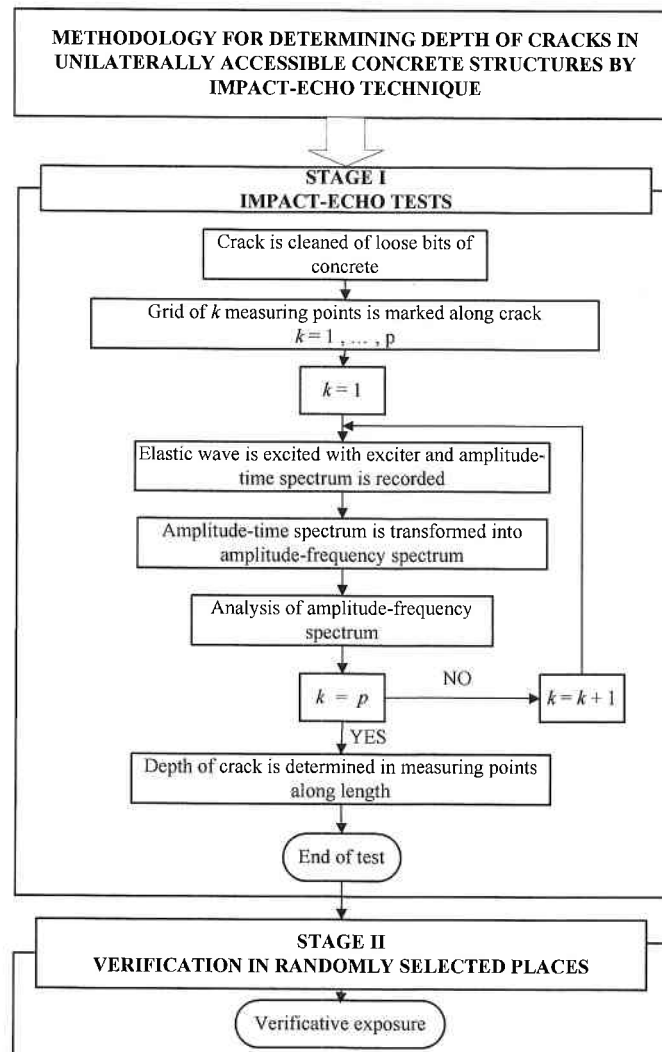 METHODOLOGY FOR DETERMINING DEPTH OF CRACKS IN
UNILATERALLY ACCESSIBLE CONCRETE STRUCTURES BY
IMPACT-ECHO TECHNIQUE
STAGE I
IMPACT-ECHO TESTS
Crack is cleaned of loose bits of
concrete
Grid of k measuring points is marked along crack
k = 1 , ... , p
k = 1
Elastic wave is excited with exciter and amplitude-
time spectrum is recorded
Amplitude-time spectrum is transformed into
amplitude-frequency spectrum
Analysis of amplitude-frequency
spectrum
k = p
NO
k = k + 1
YES
Depth of crack is determined in measuring points
along length
End of test
STAGE II
VERIFICATION IN RANDOMLY SELECTED PLACES
Verificative exposure